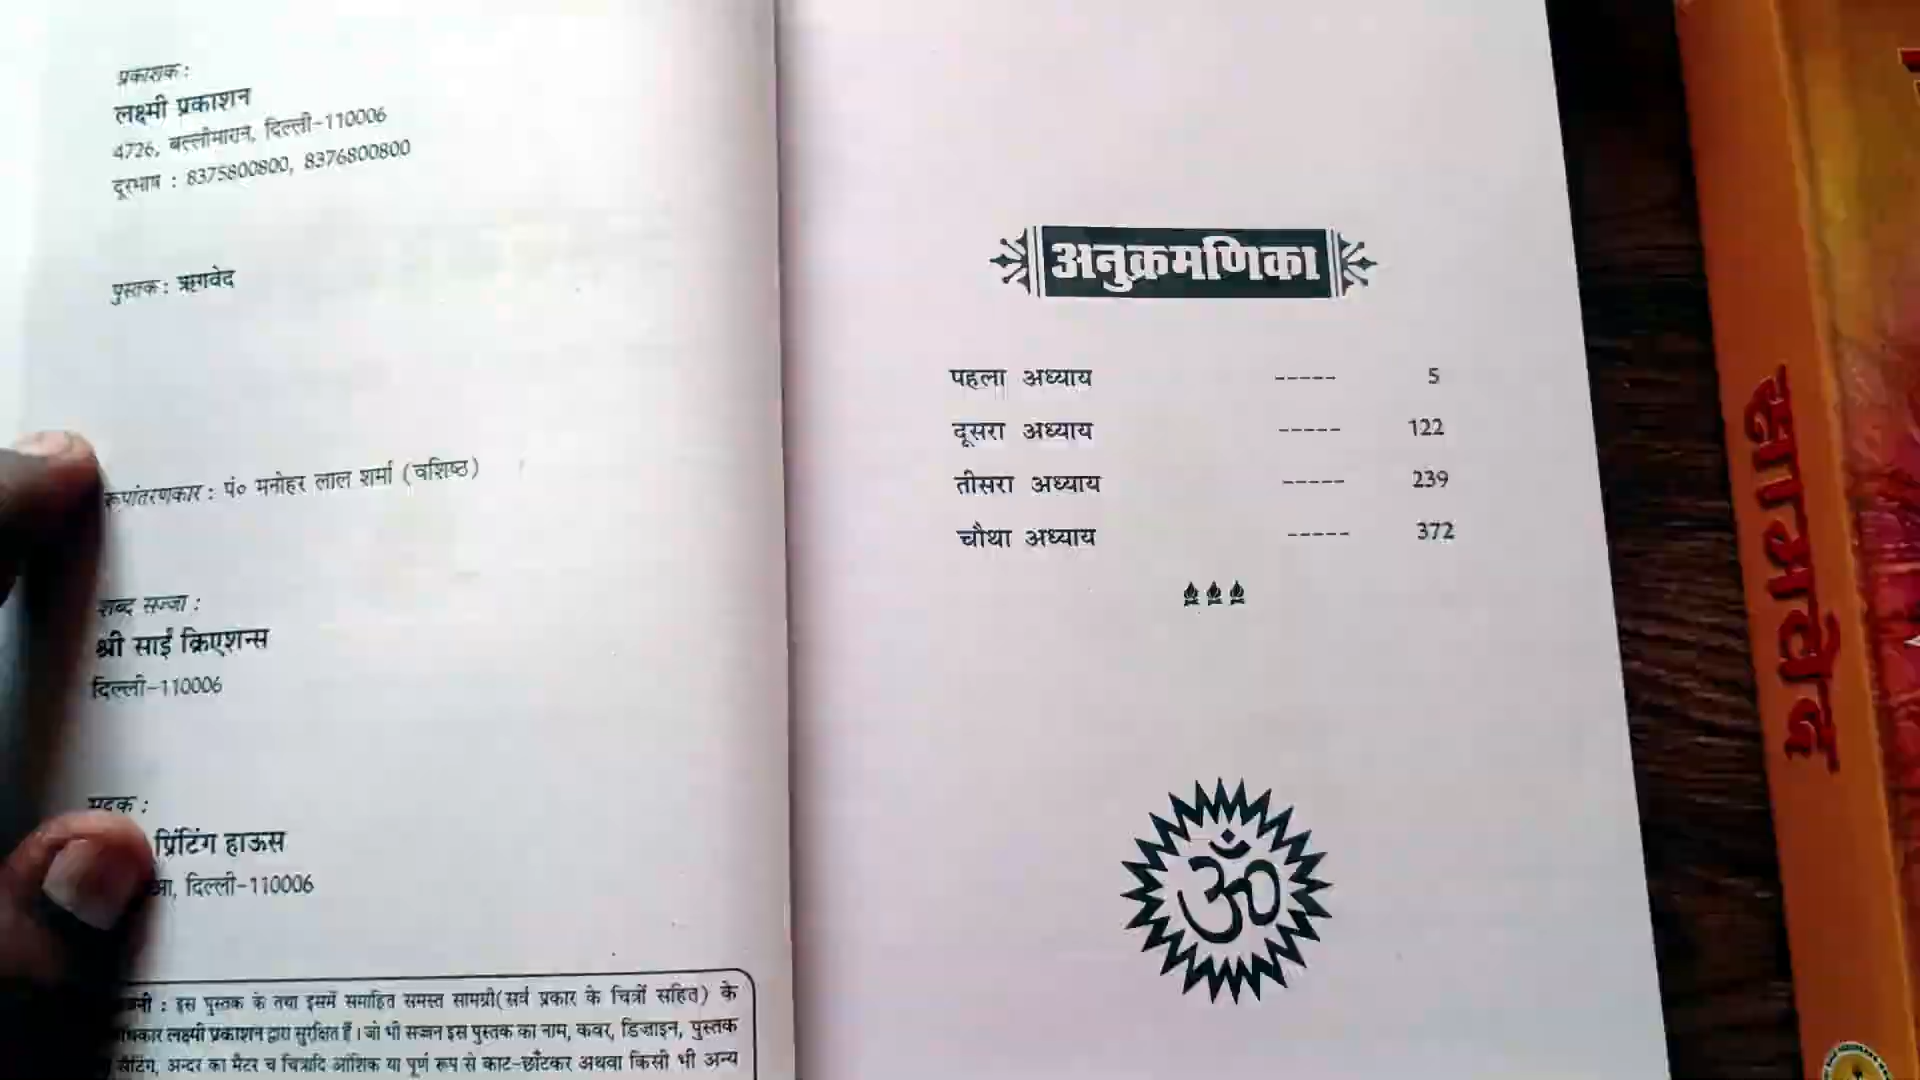 प्रकाशक :
लक्ष्मी प्रकाशन
4726, बल्लीमारान, दिल्ली-110006
दूरभाष : 8375800800, 8376800800
पुस्तक : ऋगवेद
रूपांतरणकार : पं० मनोहर लाल शर्मा (वशिष्ठ)
शब्द सज्जा :
श्री साईं क्रिएशन्स
दिल्ली-110006
प्रिंटिंग हाऊस
दिल्ली-110006
: इस पुस्तक के तथा इसमें समाहित समस्त सामग्री(सर्व प्रकार के चित्रों सहित) के
लक्ष्मी प्रकाशन द्वारा सुरक्षित हैं। जो भी सज्जन इस पुस्तक का नाम, कवर, डिजाइन, पुस्तक
सैटिंग, अन्दर का मैटर व चित्रादि आंशिक या पूर्ण रूप से काट-छाँटकर अथवा किसी भी अन्य
अनुक्रमणिका
पहला अध्याय ----- 5
दूसरा अध्याय ----- 122
तीसरा अध्याय ----- 239
चौथा अध्याय ----- 372
ॐ
सामवेद